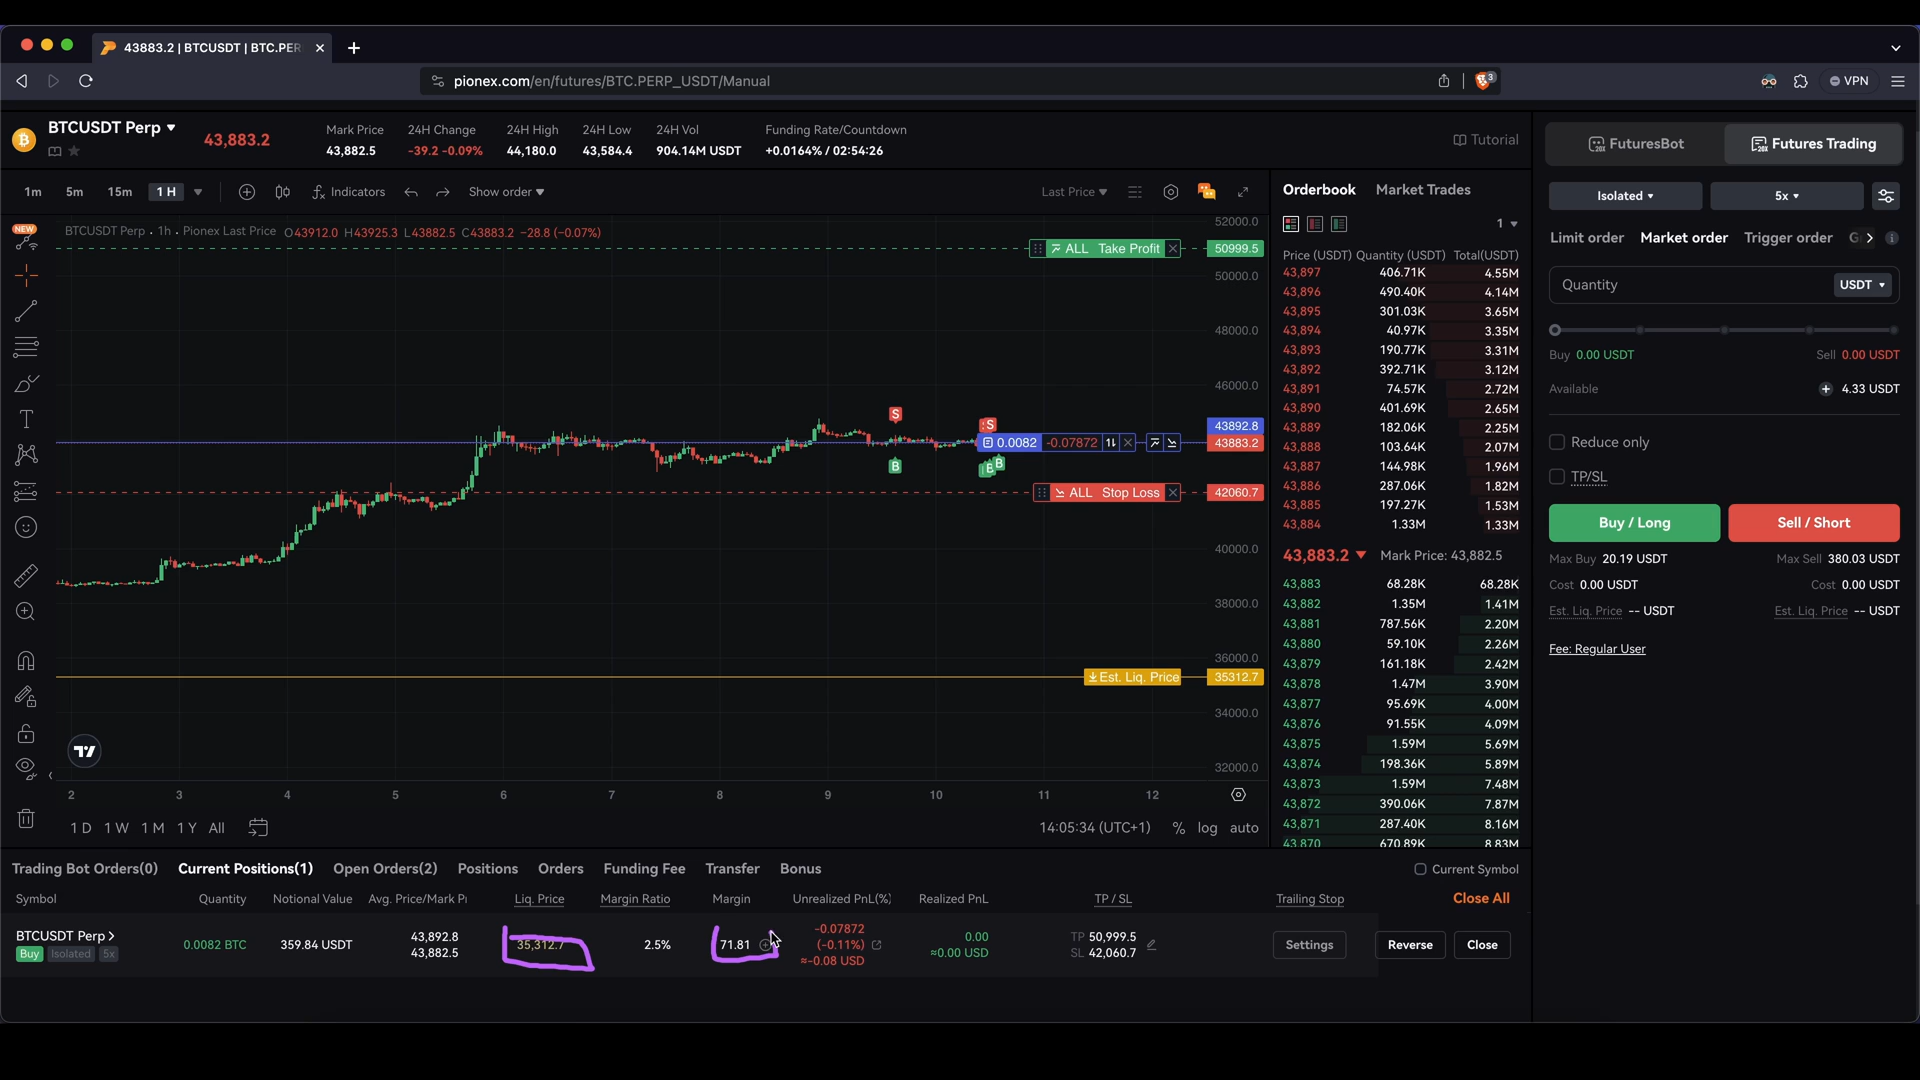 43883.2 | BTCUSDT | BTC.PER
pionex.com/en/futures/BTC.PERP_USDT/Manual
3
VPN
BTCUSDT Perp
43,883.2
Mark Price
43,882.5
24H Change
-39.2 -0.09%
24H High
44,180.0
24H Low
43,584.4
24H Vol
904.14M USDT
Funding Rate/Countdown
+0.0164% / 02:54:26
Tutorial
FuturesBot
Futures Trading
1m 5m 15m 1 H
Indicators
Show order
Last Price
NEW
BTCUSDT Perp · 1h · Pionex Last Price O43912.0 H43925.3 L43882.5 C43883.2 -28.8 (-0.07%)
52000.0
ALL Take Profit
50999.5
50000.0
48000.0
46000.0
S
S
43892.8
0.0082 -0.07872
43883.2
B
B
B
ALL Stop Loss
42060.7
40000.0
38000.0
36000.0
Est. Liq. Price
35312.7
34000.0
32000.0
2 3 4 5 6 7 8 9 10 11 12
1 D 1 W 1 M 1 Y All
14:05:34 (UTC+1) % log auto
Orderbook Market Trades
1
Price (USDT) Quantity (USDT) Total(USDT)
43,897 406.71K 4.55M
43,896 490.40K 4.14M
43,895 301.03K 3.65M
43,894 40.97K 3.35M
43,893 190.77K 3.31M
43,892 392.71K 3.12M
43,891 74.57K 2.72M
43,890 401.69K 2.65M
43,889 182.06K 2.25M
43,888 103.64K 2.07M
43,887 144.98K 1.96M
43,886 287.06K 1.82M
43,885 197.27K 1.53M
43,884 1.33M 1.33M
43,883.2 Mark Price: 43,882.5
43,883 68.28K 68.28K
43,882 1.35M 1.41M
43,881 787.56K 2.20M
43,880 59.10K 2.26M
43,879 161.18K 2.42M
43,878 1.47M 3.90M
43,877 95.69K 4.00M
43,876 91.55K 4.09M
43,875 1.59M 5.69M
43,874 198.36K 5.89M
43,873 1.59M 7.48M
43,872 390.06K 7.87M
43,871 287.40K 8.16M
43,870 670.89K 8.83M
Isolated
5x
Limit order Market order Trigger order G
Quantity
USDT
Buy 0.00 USDT
Sell 0.00 USDT
Available
4.33 USDT
Reduce only
TP/SL
Buy / Long
Sell / Short
Max Buy 20.19 USDT
Max Sell 380.03 USDT
Cost 0.00 USDT
Cost 0.00 USDT
Est. Liq. Price -- USDT
Est. Liq. Price -- USDT
Fee: Regular User
Trading Bot Orders(0) Current Positions(1) Open Orders(2) Positions Orders Funding Fee Transfer Bonus
Current Symbol
Symbol Quantity Notional Value Avg. Price/Mark Pr Liq. Price Margin Ratio Margin Unrealized PnL(%) Realized PnL TP / SL Trailing Stop Close All
BTCUSDT Perp
Buy Isolated 5x
0.0082 BTC
359.84 USDT
43,892.8
43,882.5
35,312.7
2.5%
71.81
-0.07872
(-0.11%)
≈-0.08 USD
0.00
≈0.00 USD
TP 50,999.5
SL 42,060.7
Settings
Reverse
Close